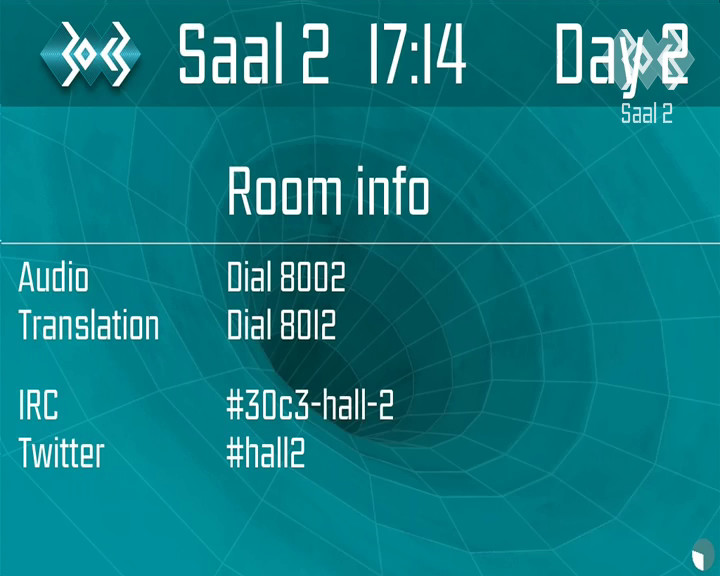 30C3 Saal 2 17:14 Day 2
Saal 2
Room info
Audio Dial 8002
Translation Dial 8012
IRC #30c3-hall-2
Twitter #hall2